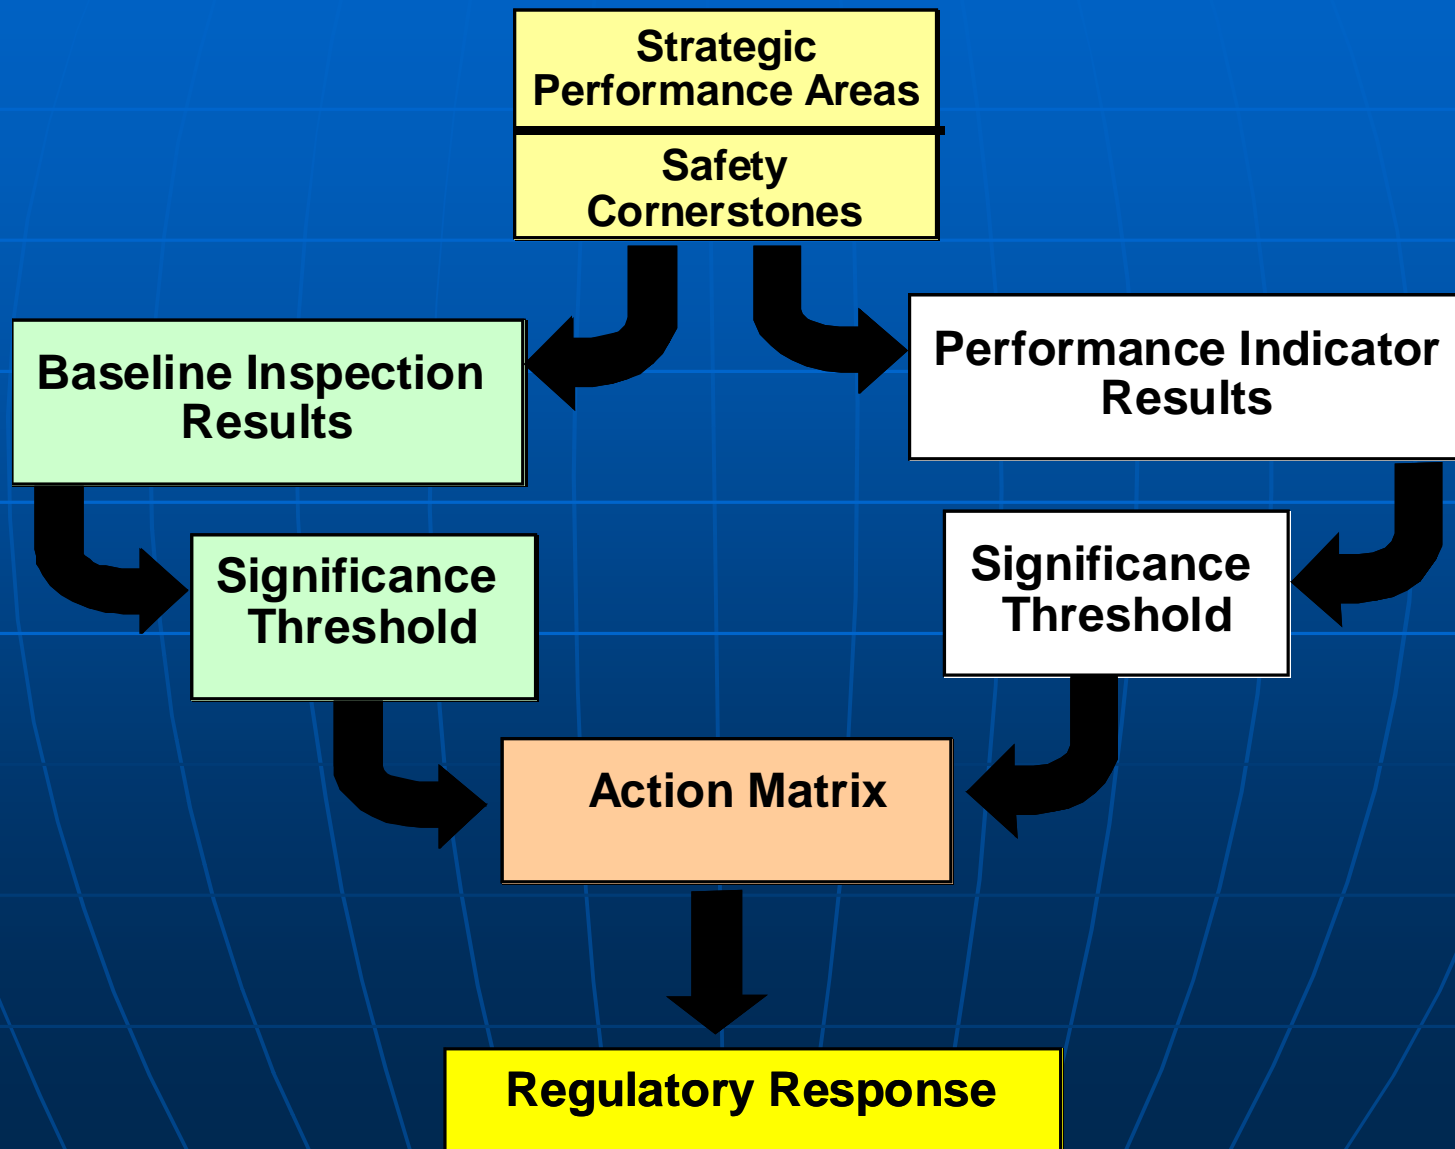 Strategic
Performance Areas
Safety
Cornerstones
Baseline Inspection
Results
Performance Indicator
Results
Significance
Threshold
Significance
Threshold
Action Matrix
Regulatory Response